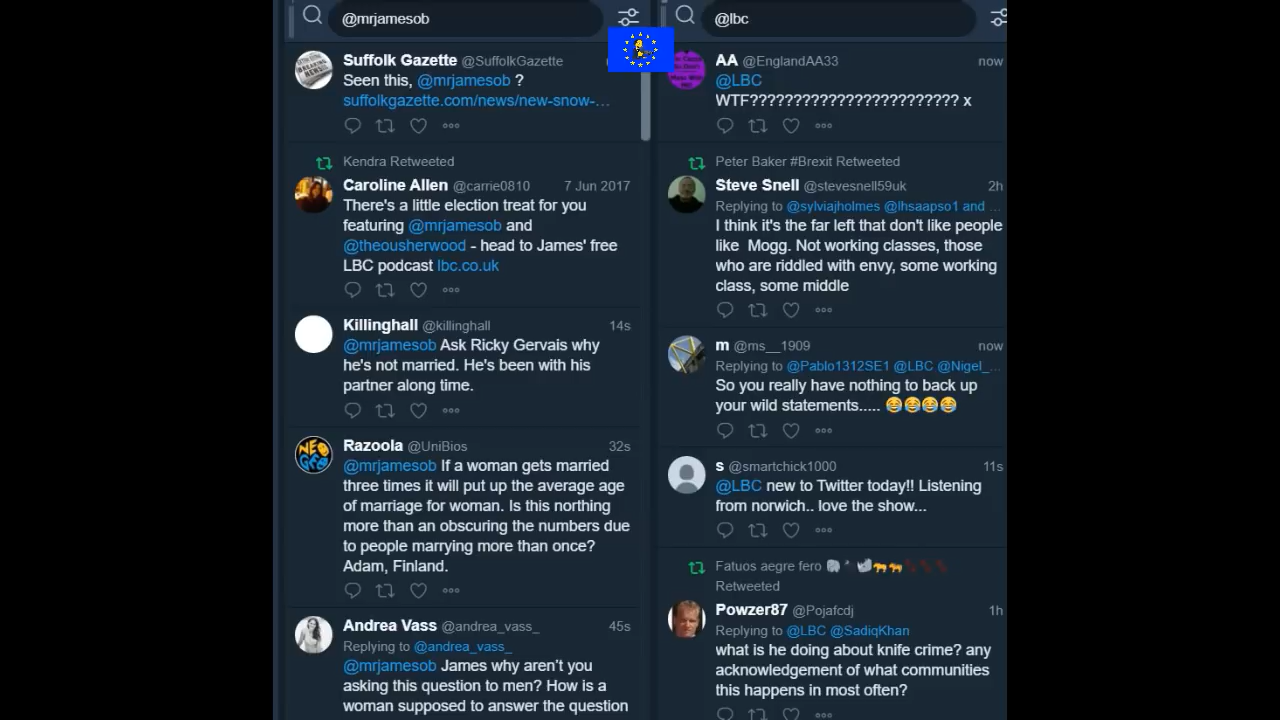 @mrjamesob
Suffolk Gazette @SuffolkGazette
Seen this, @mrjamesob ?
suffolkgazette.com/news/new-snow-…
Kendra Retweeted
Caroline Allen @carrie0810 7 Jun 2017
There's a little election treat for you
featuring @mrjamesob and
@theousherwood - head to James' free
LBC podcast lbc.co.uk
Killinghall @killinghall 14s
@mrjamesob Ask Ricky Gervais why
he's not married. He's been with his
partner along time.
NEO
GEO
Razoola @UniBios 32s
@mrjamesob If a woman gets married
three times it will put up the average age
of marriage for woman. Is this northing
more than an obscuring the numbers due
to people marrying more than once?
Adam, Finland.
Andrea Vass @andrea_vass_ 45s
Replying to @andrea_vass_
@mrjamesob James why aren't you
asking this question to men? How is a
woman supposed to answer the question
@lbc
AA @EnglandAA33 now
@LBC
WTF???????????????????????? x
Peter Baker #Brexit Retweeted
Steve Snell @stevesnell59uk 2h
Replying to @sylviajholmes @lhsaapso1 and …
I think it's the far left that don't like people
like Mogg. Not working classes, those
who are riddled with envy, some working
class, some middle
m @ms__1909 now
Replying to @Pablo1312SE1 @LBC @Nigel_…
So you really have nothing to back up
your wild statements..... 😂😂😂😂
s @smartchick1000 11s
@LBC new to Twitter today!! Listening
from norwich.. love the show...
Fatuos aegre fero
Retweeted
Powzer87 @Pojafcdj 1h
Replying to @LBC @SadiqKhan
what is he doing about knife crime? any
acknowledgement of what communities
this happens in most often?